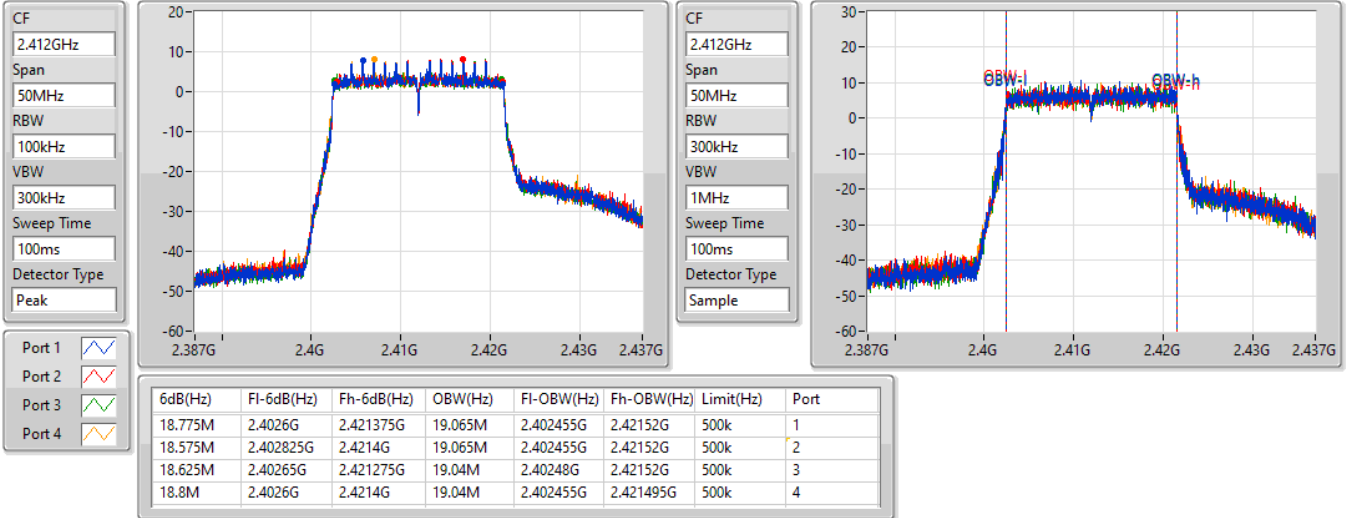 CF
2.412GHz
Span
50MHz
RBW
100kHz
VBW
300kHz
Sweep Time
100ms
Detector Type
Peak
20
10
0
-10
-20
-30
-40
-50
-60
2.387G 2.4G 2.41G 2.42G 2.43G 2.437G
CF
2.412GHz
Span
50MHz
RBW
300kHz
VBW
1MHz
Sweep Time
100ms
Detector Type
Sample
30
20
10
0
-10
-20
-30
-40
-50
-60
OBW-l OBW-h
2.387G 2.4G 2.41G 2.42G 2.43G 2.437G
Port 1
Port 2
Port 3
Port 4
6dB(Hz) Fl-6dB(Hz) Fh-6dB(Hz) OBW(Hz) Fl-OBW(Hz) Fh-OBW(Hz) Limit(Hz) Port
18.775M 2.4026G 2.421375G 19.065M 2.402455G 2.42152G 500k 1
18.575M 2.402825G 2.4214G 19.065M 2.402455G 2.42152G 500k 2
18.625M 2.40265G 2.421275G 19.04M 2.40248G 2.42152G 500k 3
18.8M 2.4026G 2.4214G 19.04M 2.402455G 2.421495G 500k 4